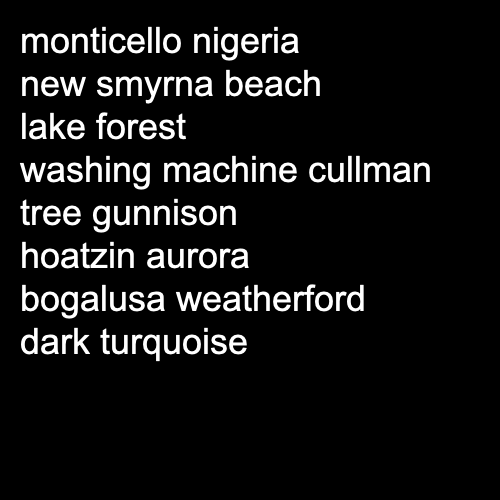 monticello nigeria
new smyrna beach
lake forest
washing machine cullman
tree gunnison
hoatzin aurora
bogalusa weatherford
dark turquoise